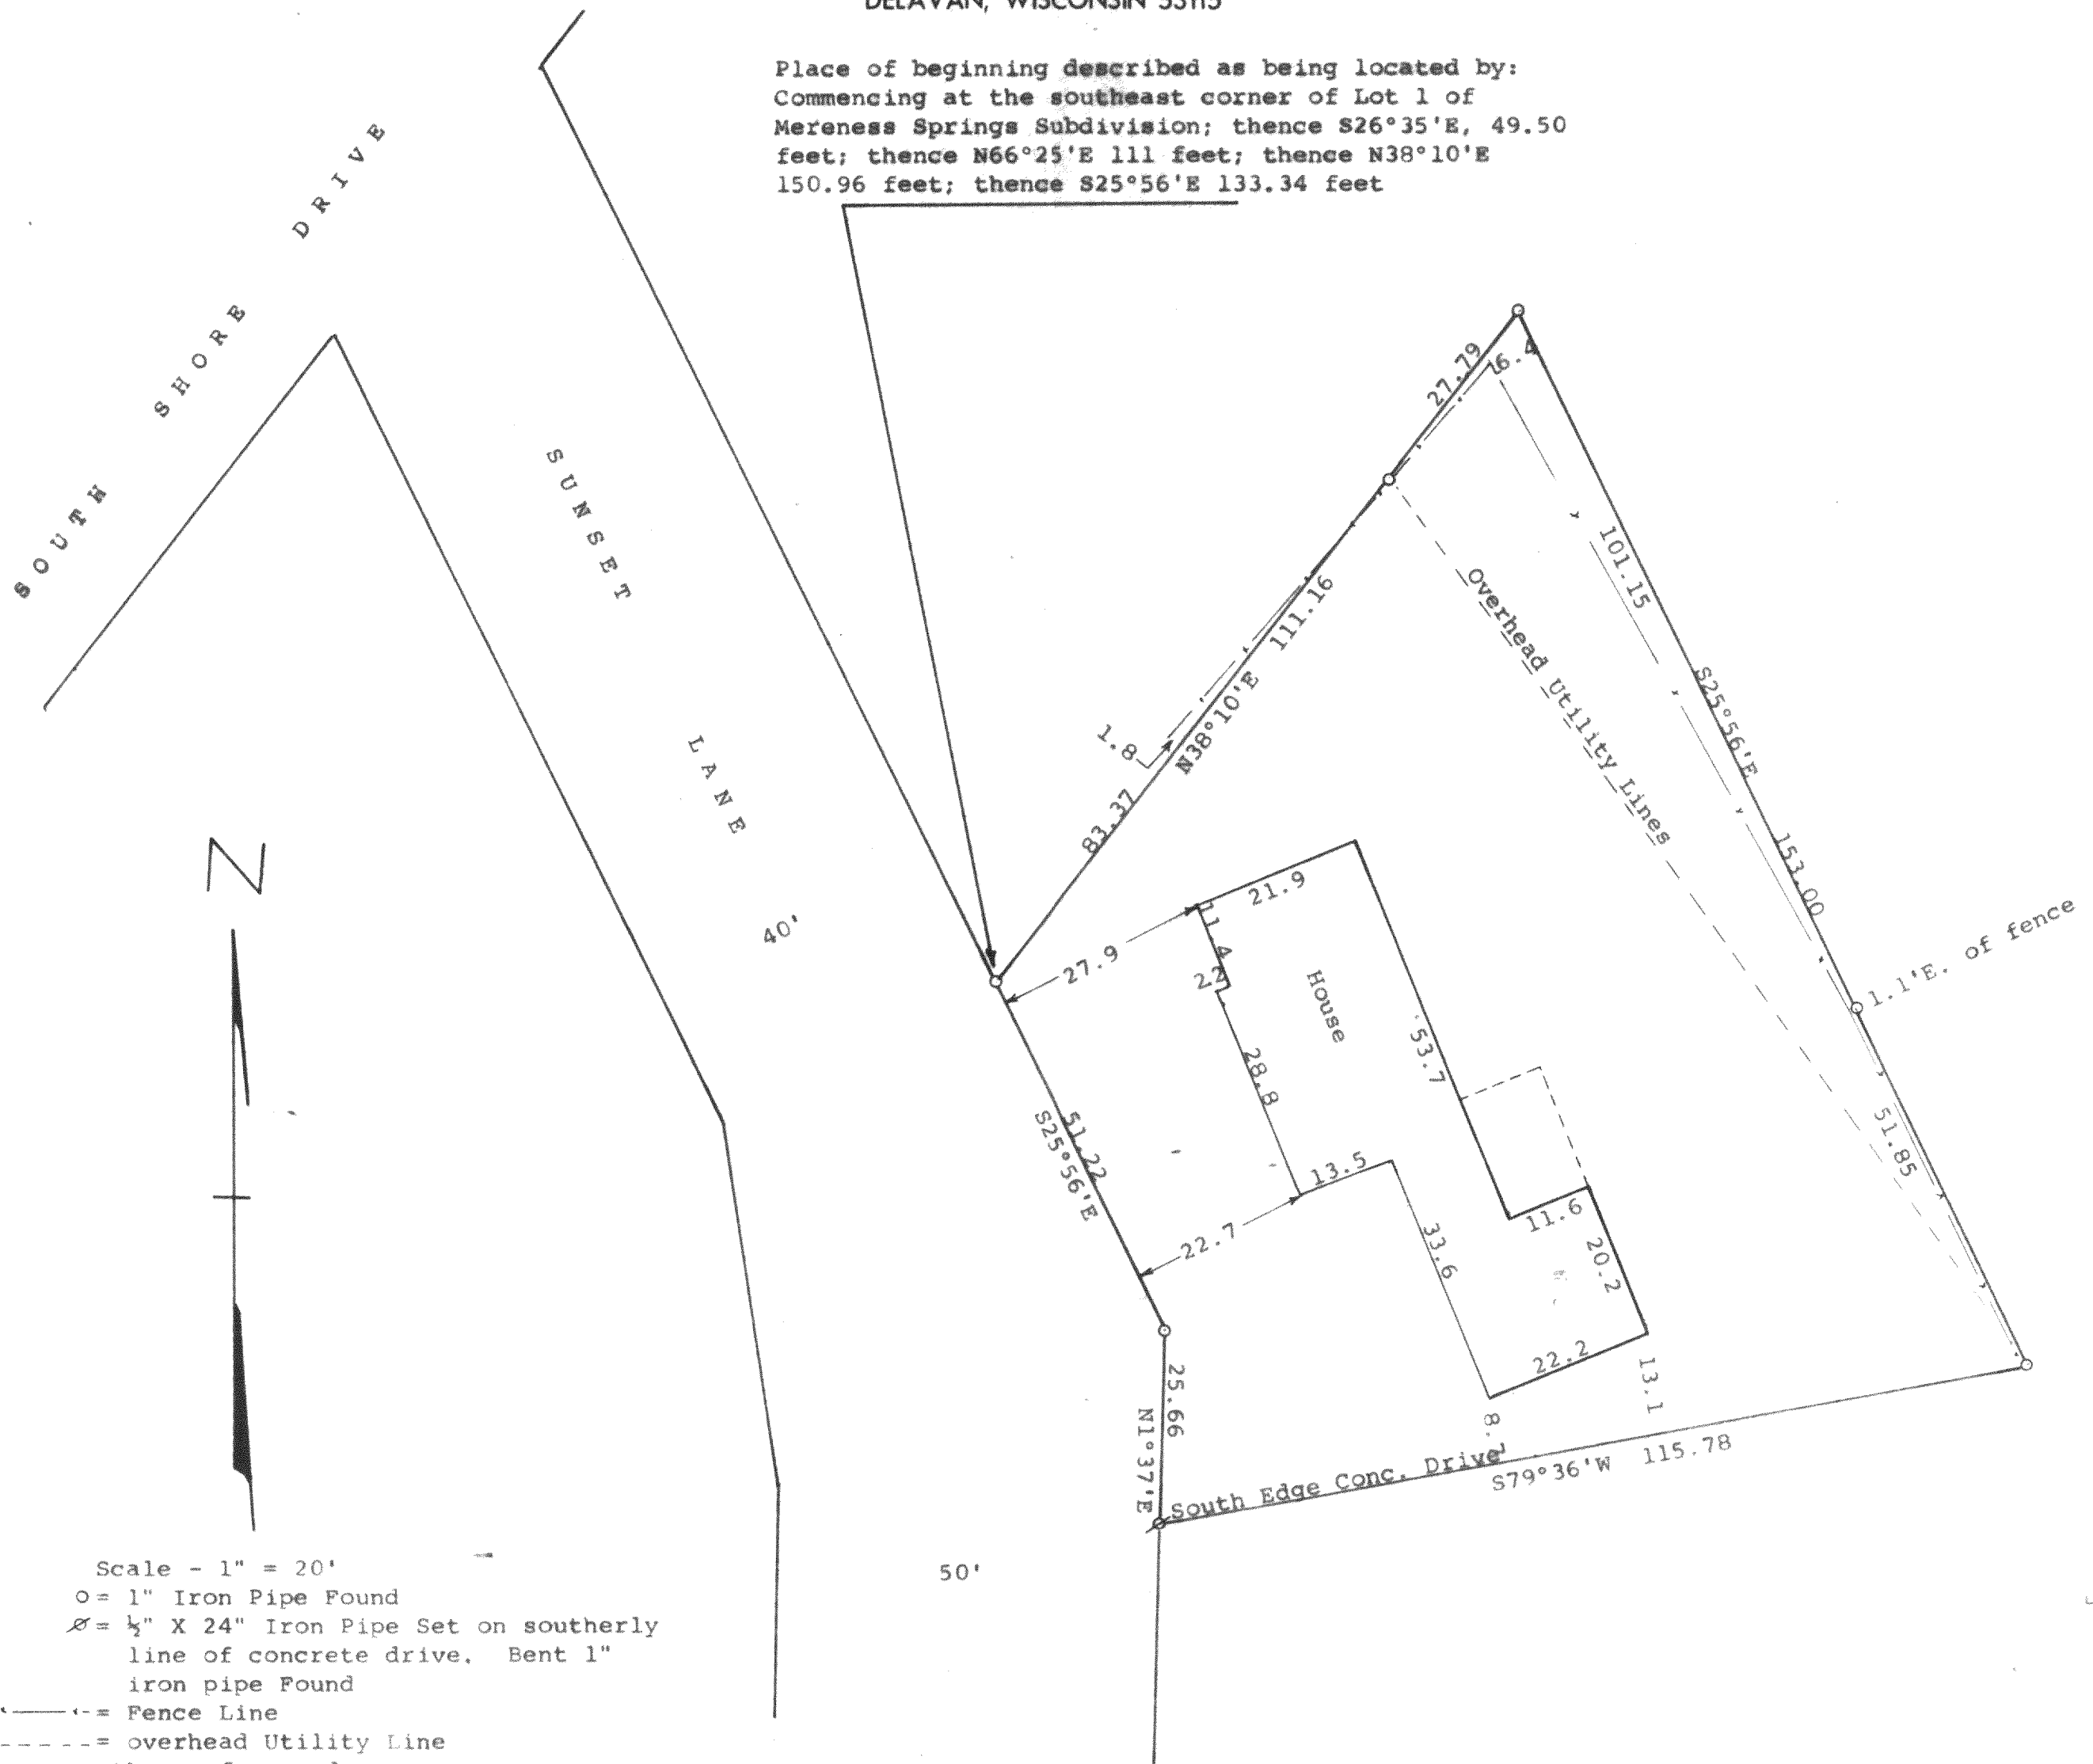 DELAVAN, WISCONSIN 53115
Place of beginning described as being located by:
Commencing at the southeast corner of Lot 1 of
Mereness Springs Subdivision; thence S26°35'E, 49.50
feet; thence N66°25'E 111 feet; thence N38°10'E
150.96 feet; thence S25°56'E 133.34 feet
SOUTH SHORE DRIVE
SUNSET LANE
27.79
6.4
101.15
111.16
N38°10'E
Overhead Utility Lines
S25°56'E
1.8
83.37
153.00
N
40'
21.9
11.4
27.9
22
House
1.1'E. of fence
53.7
28.8
51.22
S25°56'E
51.85
13.5
11.6
22.7
33.6
20.2
22.2
13.1
25.66
N1°37'E
South Edge Conc. Drive
S79°36'W 115.78
50'
Scale - 1" = 20'
O = 1" Iron Pipe Found
Ø = ½" X 24" Iron Pipe Set on southerly
line of concrete drive. Bent 1"
iron pipe Found
= Fence Line
= overhead Utility Line